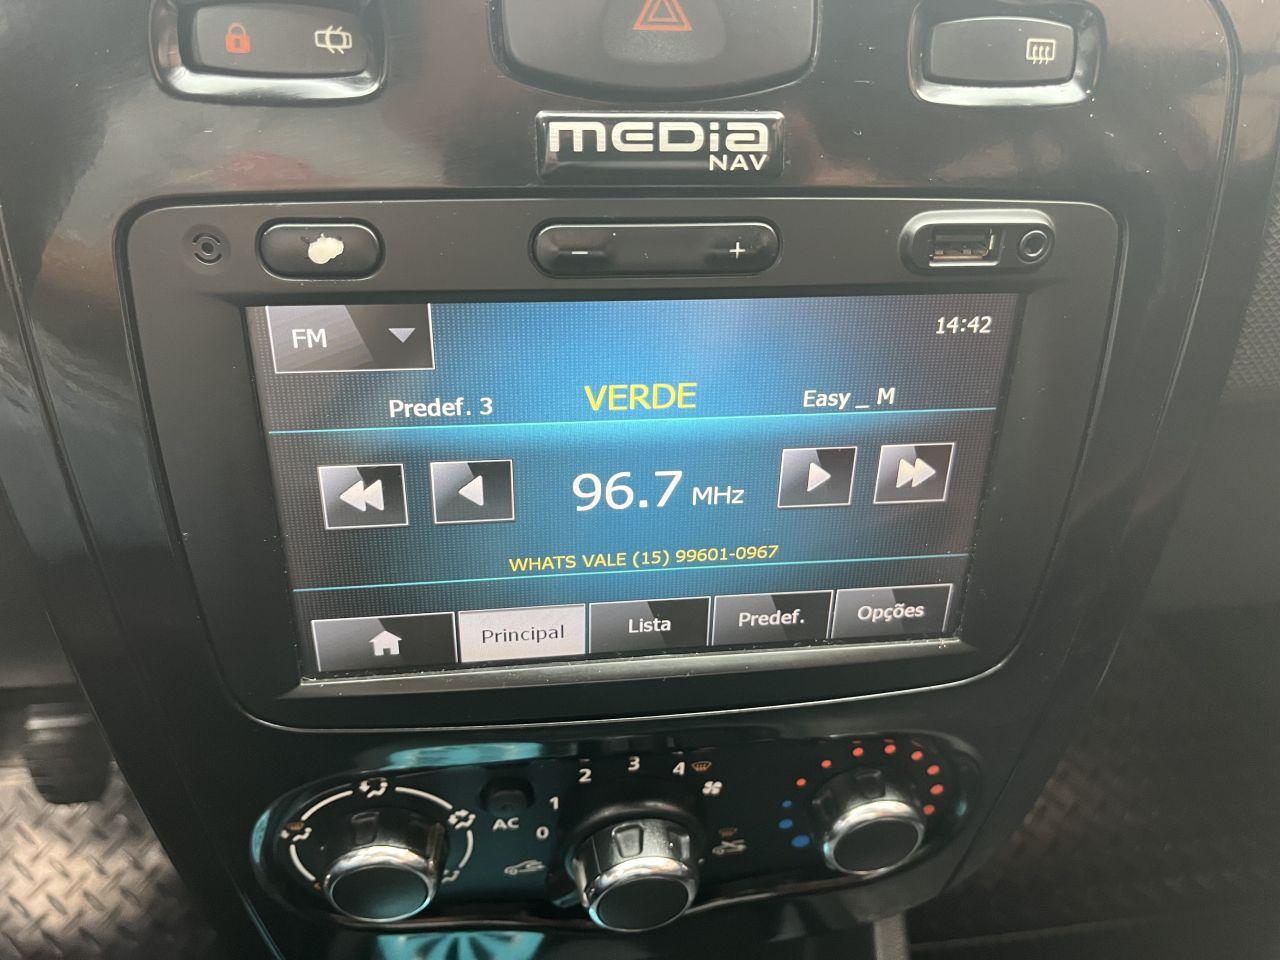 MEDIA
NAV
− +
FM 14:42
Predef. 3 VERDE Easy _ M
96.7 MHz
WHATS VALE (15) 99601-0967
Principal Lista Predef. Opções
0 1 2 3 4
AC